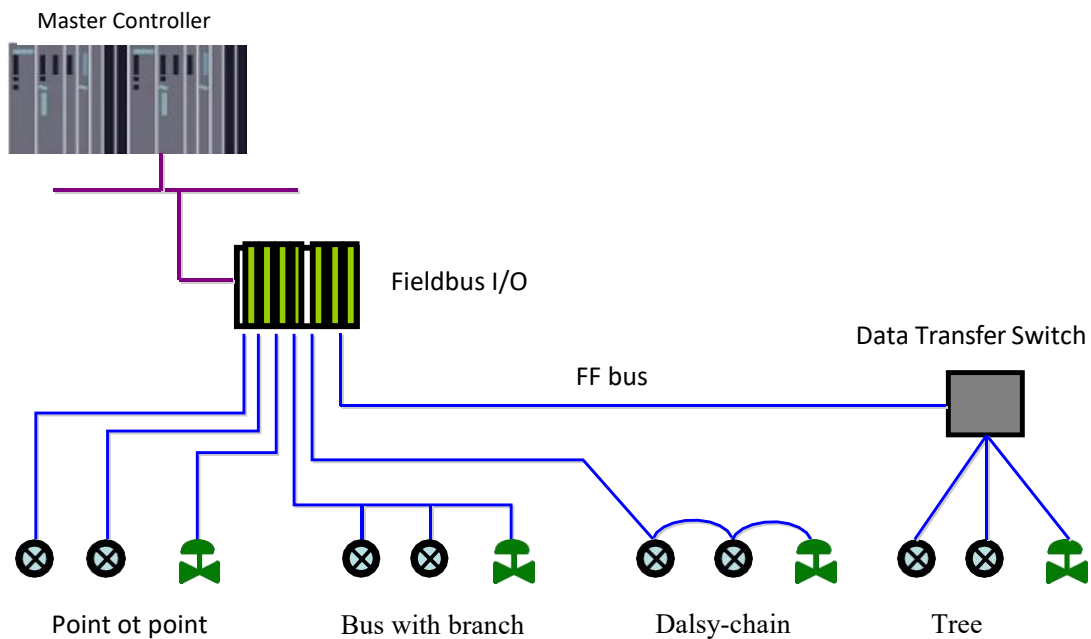 Master Controller
Fieldbus I/O
Data Transfer Switch
FF bus
Point ot point
Bus with branch
Dalsy-chain
Tree